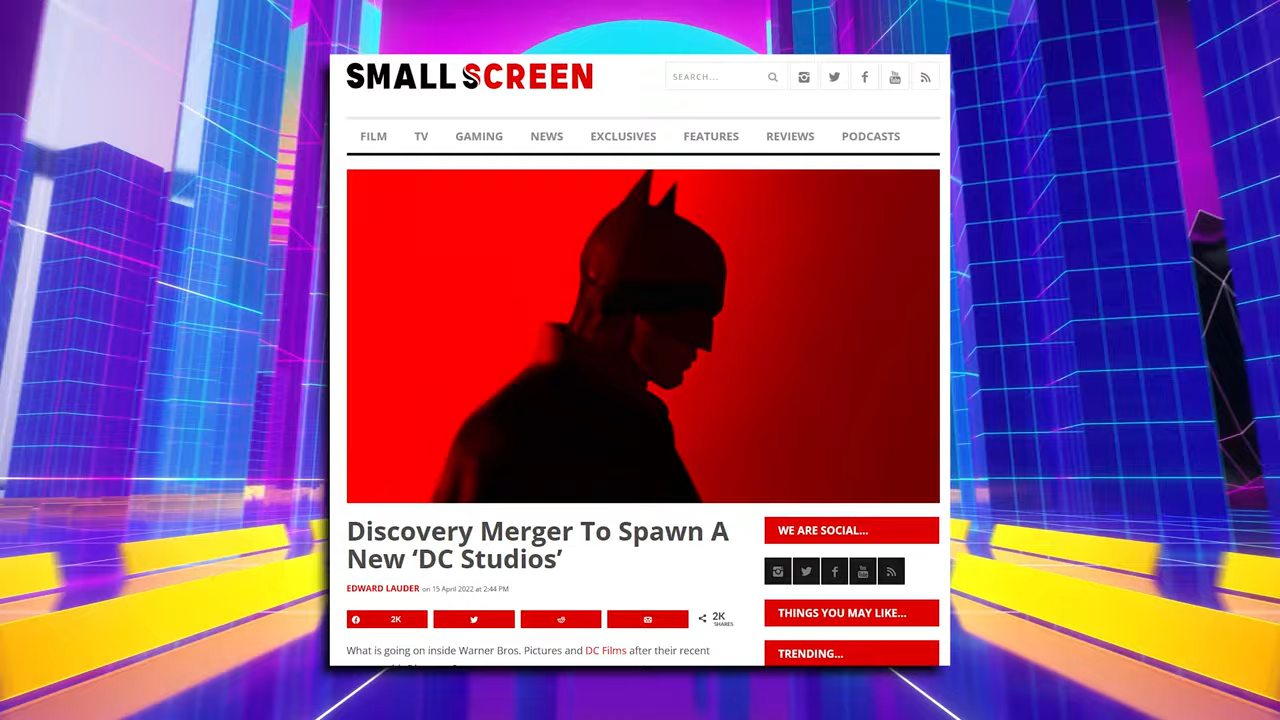 SMALL SCREEN
SEARCH...
FILM TV GAMING NEWS EXCLUSIVES FEATURES REVIEWS PODCASTS
Discovery Merger To Spawn A
New ‘DC Studios’
EDWARD LAUDER on 15 April 2022 at 2:44 PM
2K
2K
SHARES
What is going on inside Warner Bros. Pictures and DC Films after their recent
WE ARE SOCIAL...
THINGS YOU MAY LIKE...
TRENDING...